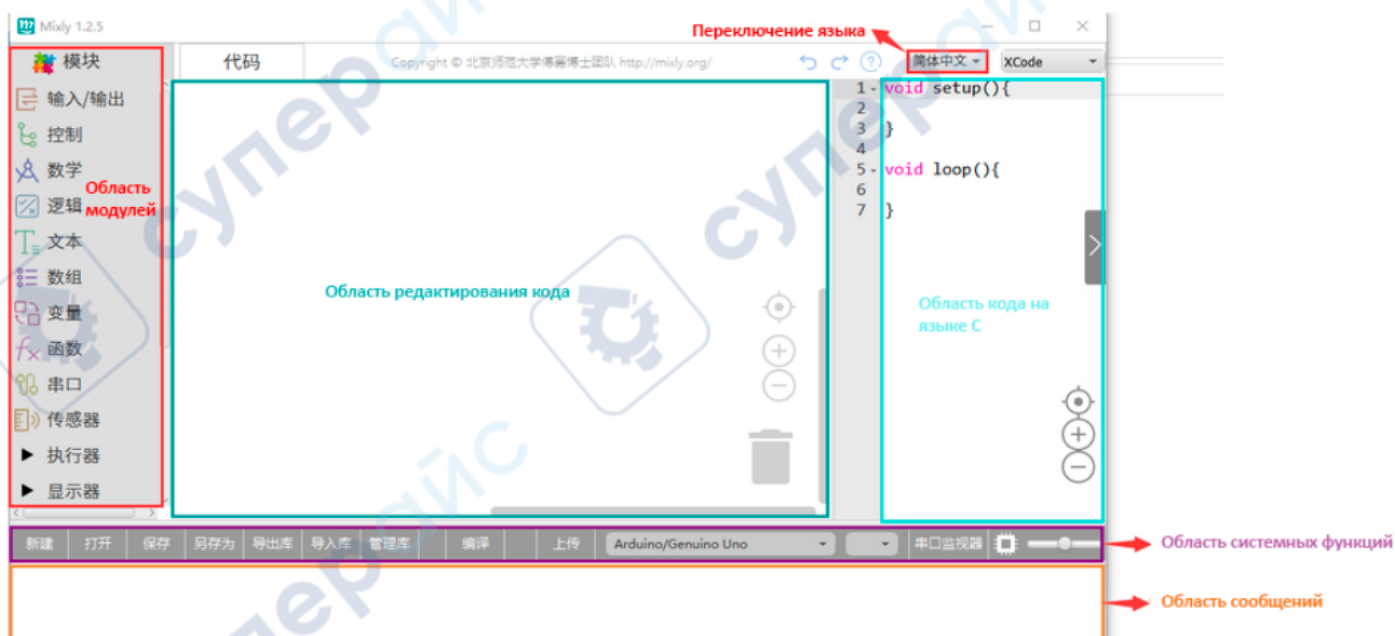 Mixly 1.2.5
Переключение языка
模块
代码
Copyright © 北京师范大学傅骞博士团队 http://mixly.org/
简体中文
XCode
输入/输出
控制
数学
逻辑
文本
数组
变量
函数
串口
传感器
执行器
显示器
Область
модулей
Область редактирования кода
1 void setup(){
2
3 }
4
5 void loop(){
6
7 }
Область кода на
языке C
新建 打开 保存 另存为 导出库 导入库 管理库 编译 上传 Arduino/Genuino Uno 串口监视器
Область системных функций
Область сообщений
суперайс
суперайс
суперайс